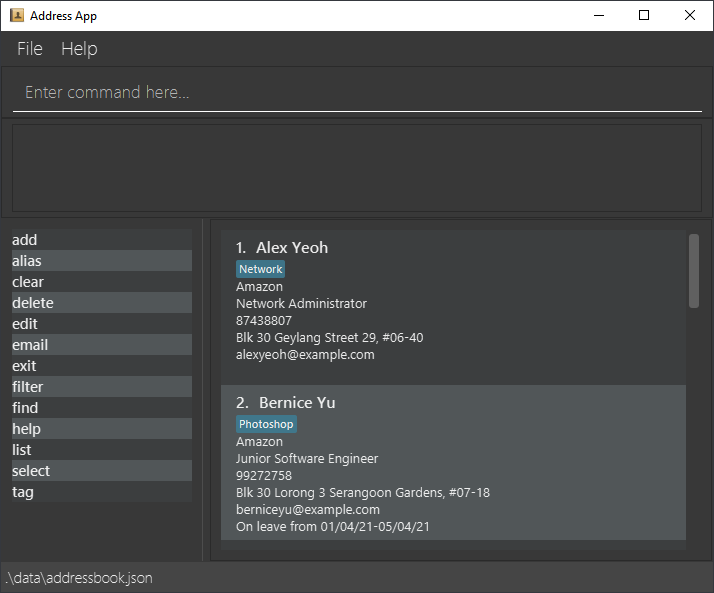 Address App
File Help
Enter command here...
add
alias
clear
delete
edit
email
exit
filter
find
help
list
select
tag
1. Alex Yeoh
Network
Amazon
Network Administrator
87438807
Blk 30 Geylang Street 29, #06-40
alexyeoh@example.com
2. Bernice Yu
Photoshop
Amazon
Junior Software Engineer
99272758
Blk 30 Lorong 3 Serangoon Gardens, #07-18
berniceyu@example.com
On leave from 01/04/21-05/04/21
.\data\addressbook.json